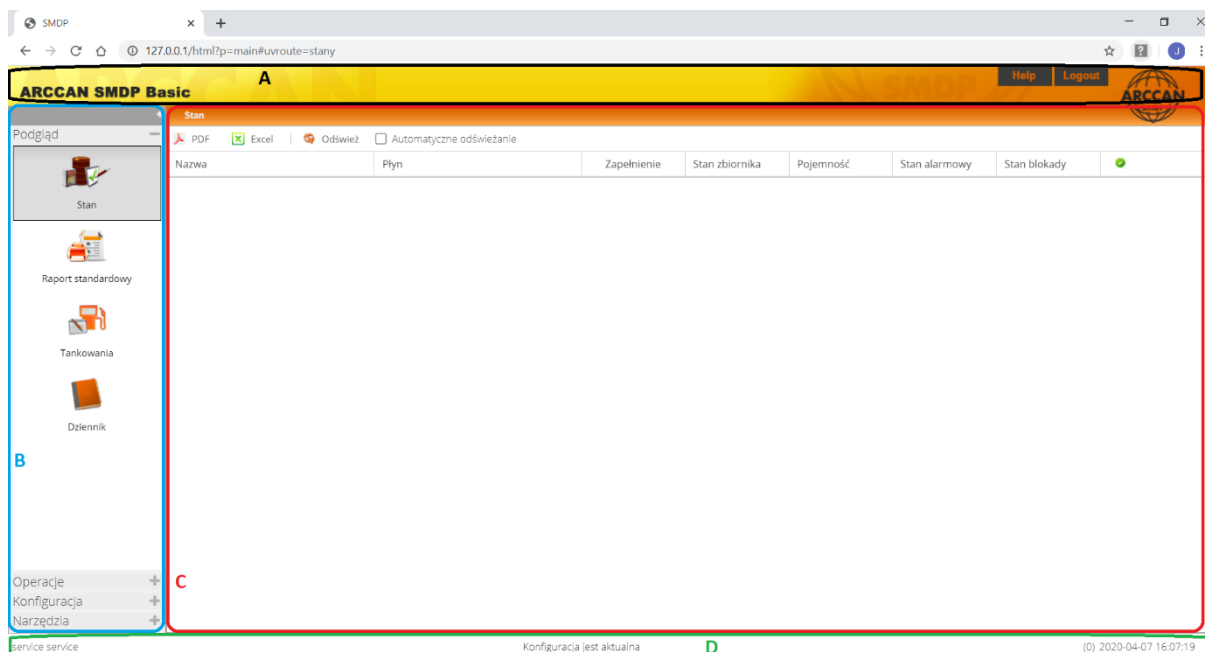 SMDP
127.0.0.1/html?p=main#uvroute=stany
J
ARCCAN
A
SMDP
Help Logout
ARCCAN SMDP Basic
ARCCAN
Podgląd
Stan
PDF Excel Odśwież Automatyczne odświeżanie
Nazwa Płyn Zapełnienie Stan zbiornika Pojemność Stan alarmowy Stan blokady
Stan
Raport standardowy
Tankowania
Dziennik
B
Operacje
C
Konfiguracja
Narzędzia
service service Konfiguracja jest aktualna D (0) 2020-04-07 16:07:19